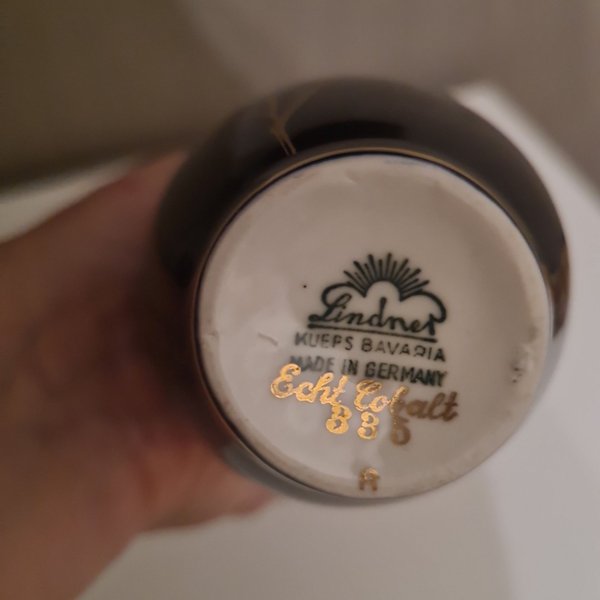 Lindner
KUEPS BAVARIA
MADE IN GERMANY
Echt Cobalt
335
A